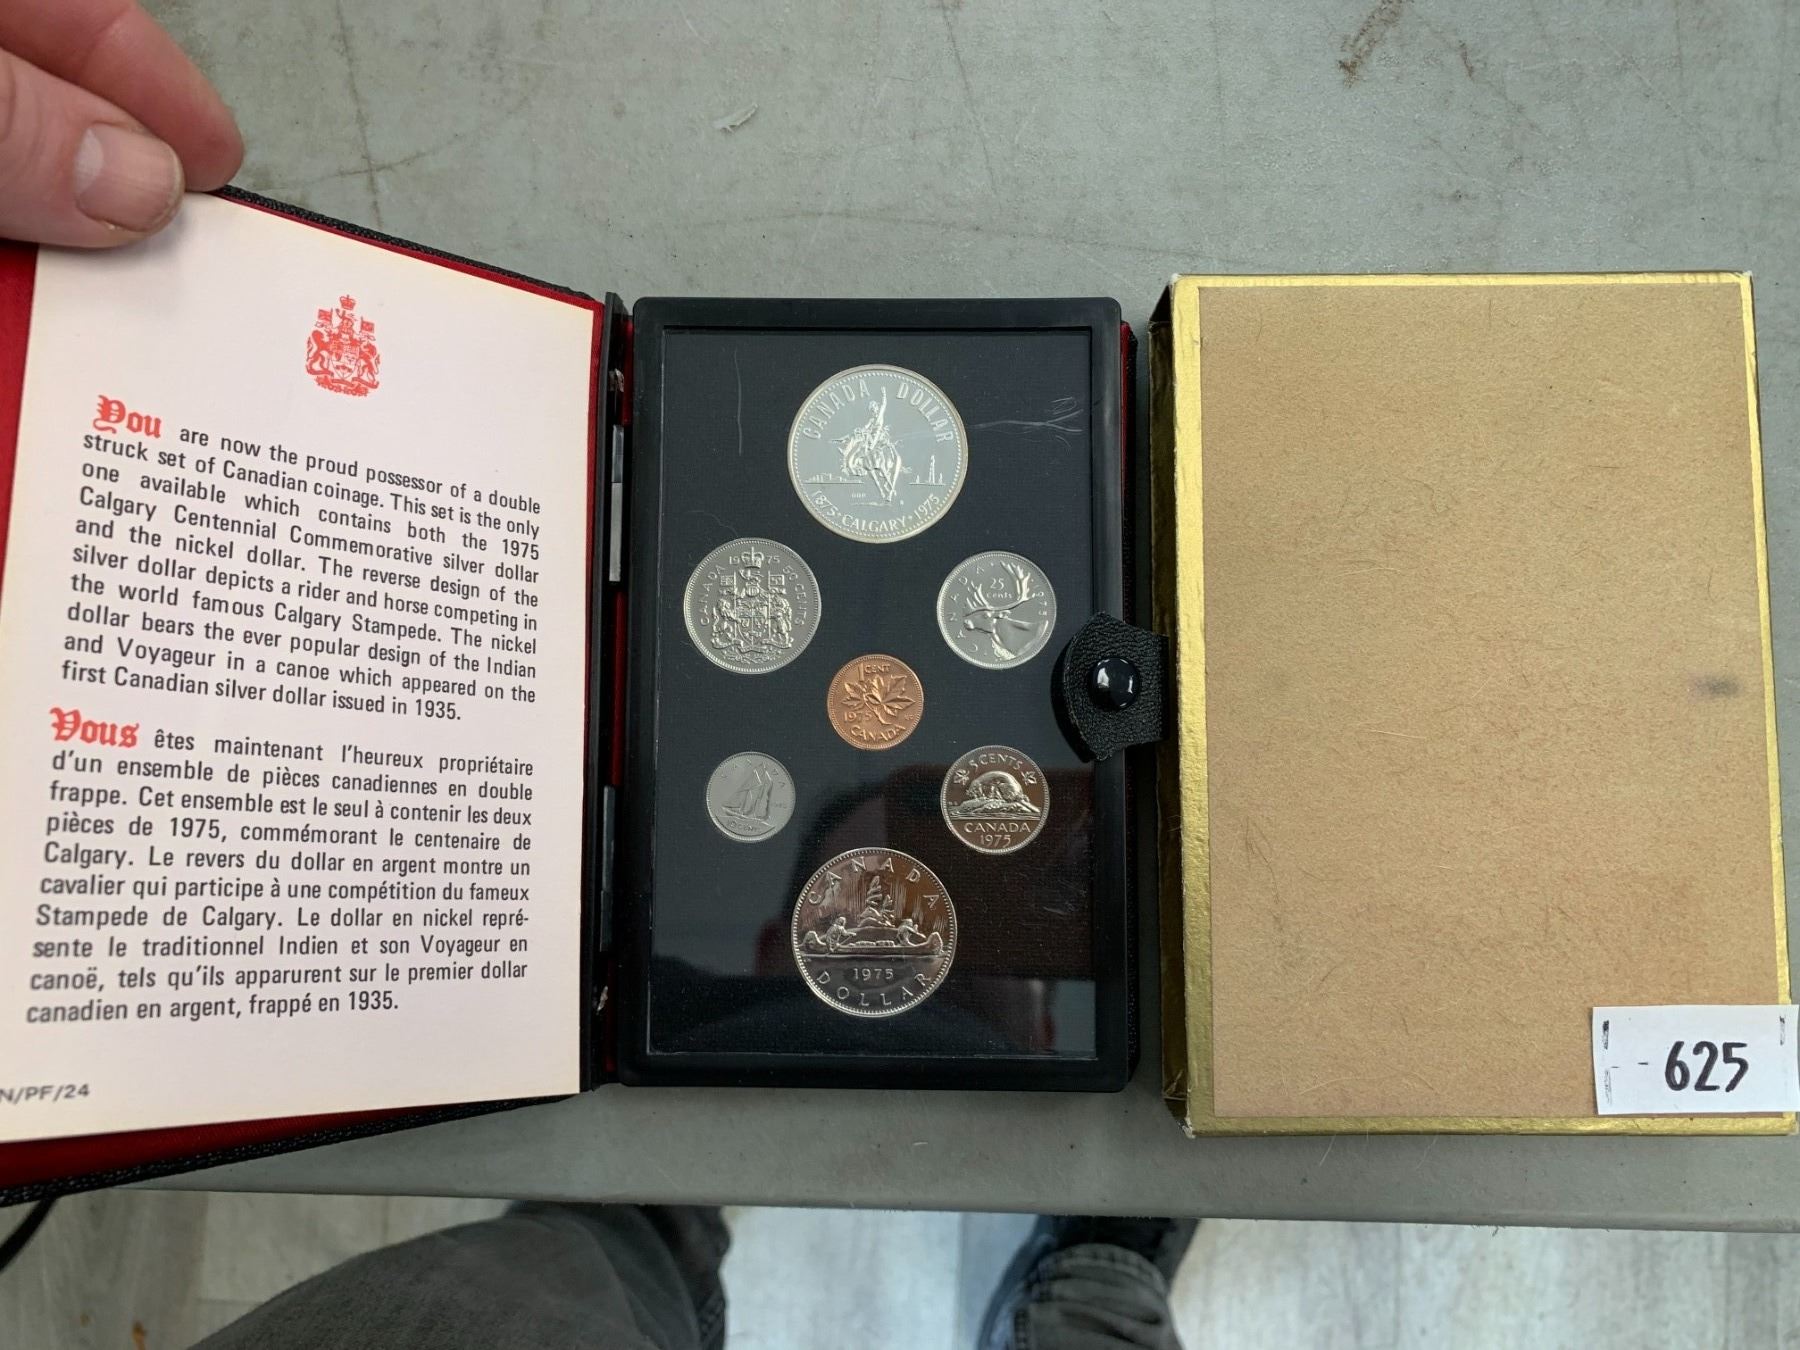 You are now the proud possessor of a double
struck set of Canadian coinage. This set is the only
one available which contains both the 1975
Calgary Centennial Commemorative silver dollar
and the nickel dollar. The reverse design of the
silver dollar depicts a rider and horse competing in
the world famous Calgary Stampede. The nickel
dollar bears the ever popular design of the Indian
and Voyageur in a canoe which appeared on the
first Canadian silver dollar issued in 1935.
Vous êtes maintenant l'heureux propriétaire
d'un ensemble de pièces canadiennes en double
frappe. Cet ensemble est le seul à contenir les deux
pièces de 1975, commémorant le centenaire de
Calgary. Le revers du dollar en argent montre un
cavalier qui participe à une compétition du fameux
Stampede de Calgary. Le dollar en nickel repré-
sente le traditionnel Indien et son Voyageur en
canoë, tels qu'ils apparurent sur le premier dollar
canadien en argent, frappé en 1935.
N/PF/24
CANADA DOLLAR
1875 • CALGARY • 1975
CANADA 1975 50 CENTS
CANADA 1975
25
cents
1 CENT
1975
CANADA
CANADA
10 CENTS
5 CENTS
CANADA
1975
CANADA
1975
DOLLAR
- 625